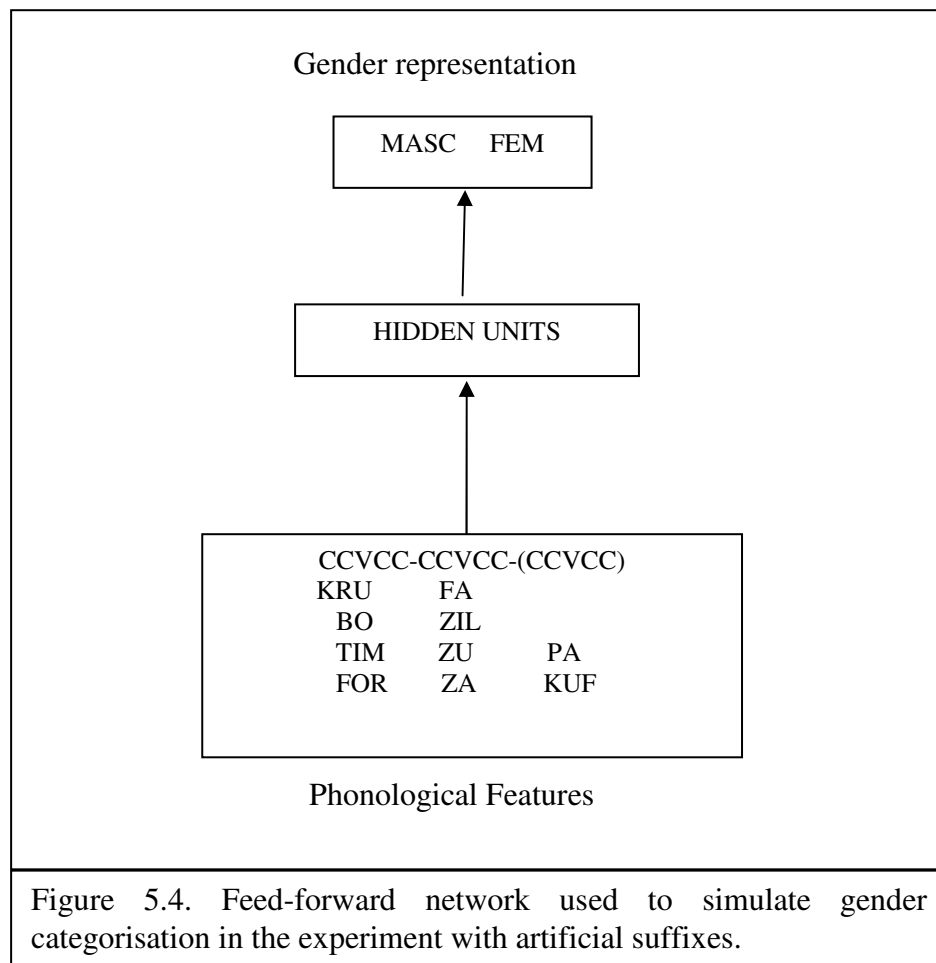 Gender representation
MASC FEM
HIDDEN UNITS
CCVCC-CCVCC-(CCVCC)
KRU FA
BO ZIL
TIM ZU PA
FOR ZA KUF
Phonological Features
Figure 5.4. Feed-forward network used to simulate gender
categorisation in the experiment with artificial suffixes.